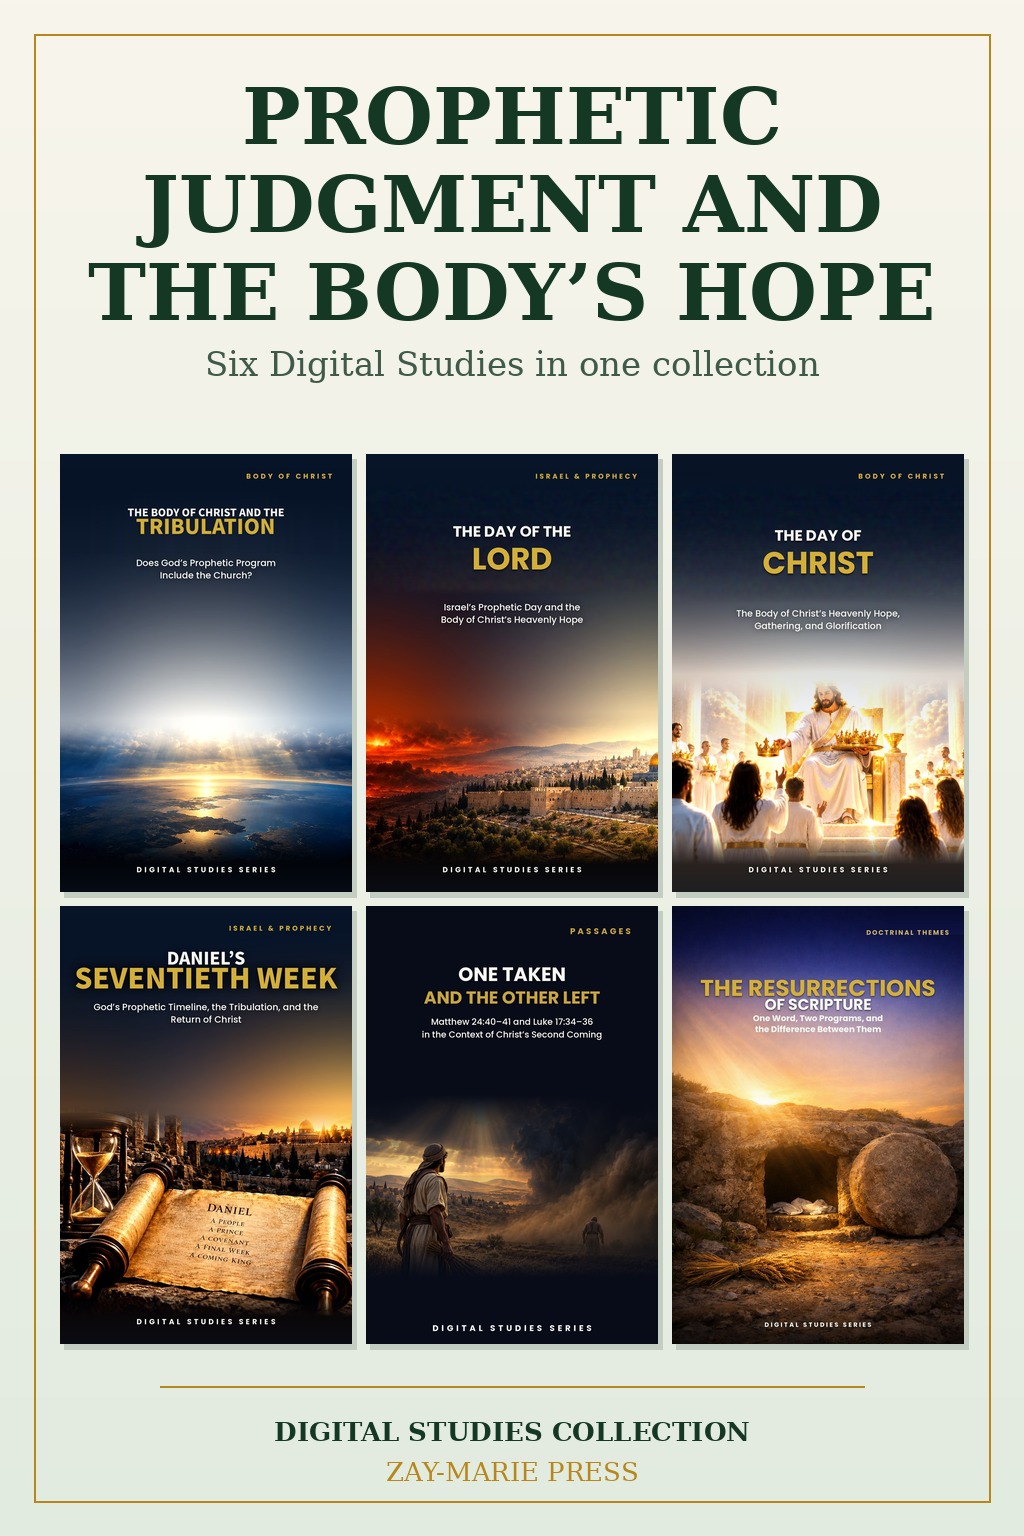 PROPHETIC
JUDGMENT AND
THE BODY’S HOPE
Six Digital Studies in one collection
BODY OF CHRIST
THE BODY OF CHRIST AND THE
TRIBULATION
Does God’s Prophetic Program
Include the Church?
DIGITAL STUDIES SERIES
ISRAEL & PROPHECY
THE DAY OF THE
LORD
Israel’s Prophetic Day and the
Body of Christ’s Heavenly Hope
DIGITAL STUDIES SERIES
BODY OF CHRIST
THE DAY OF
CHRIST
The Body of Christ’s Heavenly Hope,
Gathering, and Glorification
DIGITAL STUDIES SERIES
ISRAEL & PROPHECY
DANIEL’S
SEVENTIETH WEEK
God’s Prophetic Timeline, the Tribulation, and the
Return of Christ
DANIEL
A PEOPLE
A PRINCE
A COVENANT
A FINAL WEEK
A COMING KING
DIGITAL STUDIES SERIES
PASSAGES
ONE TAKEN
AND THE OTHER LEFT
Matthew 24:40–41 and Luke 17:34–36
in the Context of Christ’s Second Coming
DIGITAL STUDIES SERIES
DOCTRINAL THEMES
THE RESURRECTIONS
OF SCRIPTURE
One Word, Two Programs, and
the Difference Between Them
DIGITAL STUDIES SERIES
DIGITAL STUDIES COLLECTION
ZAY-MARIE PRESS